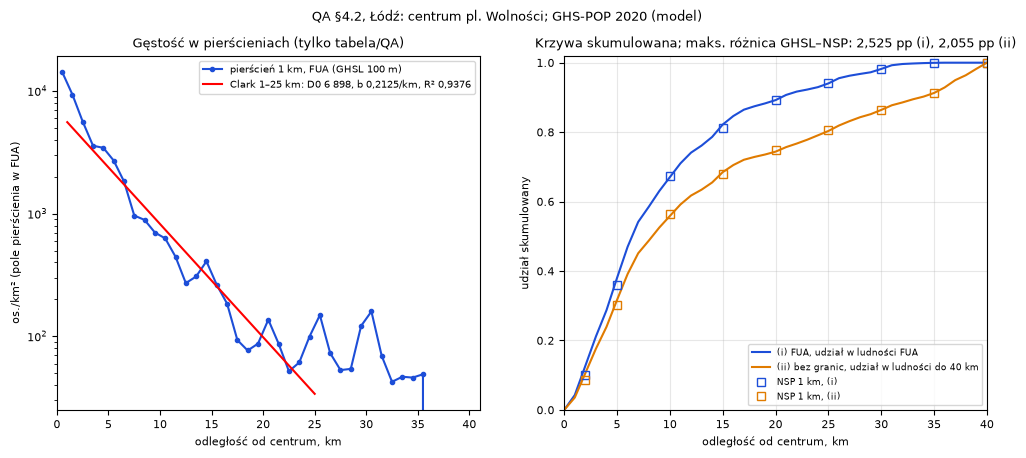 QA §4.2, Łódź: centrum pl. Wolności; GHS-POP 2020 (model)
Gęstość w pierścieniach (tylko tabela/QA)
pierścień 1 km, FUA (GHSL 100 m)
Clark 1–25 km: D0 6 898, b 0,2125/km, R² 0,9376
os./km² (pole pierścienia w FUA)
10⁴
10³
10²
0 5 10 15 20 25 30 35 40
odległość od centrum, km
Krzywa skumulowana; maks. różnica GHSL–NSP: 2,525 pp (i), 2,055 pp (ii)
udział skumulowany
1.0
0.8
0.6
0.4
0.2
0.0
(i) FUA, udział w ludności FUA
(ii) bez granic, udział w ludności do 40 km
NSP 1 km, (i)
NSP 1 km, (ii)
0 5 10 15 20 25 30 35 40
odległość od centrum, km